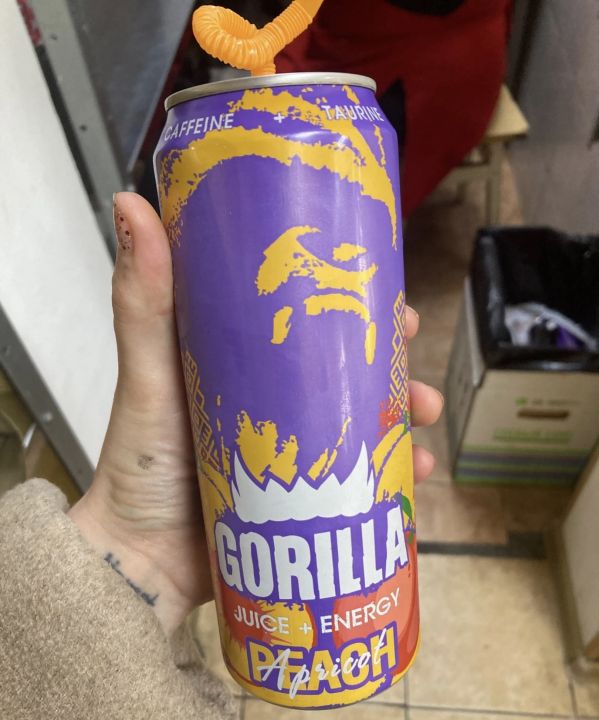 CAFFEINE + TAURINE
GORILLA
JUICE + ENERGY
PEACH
Apricot